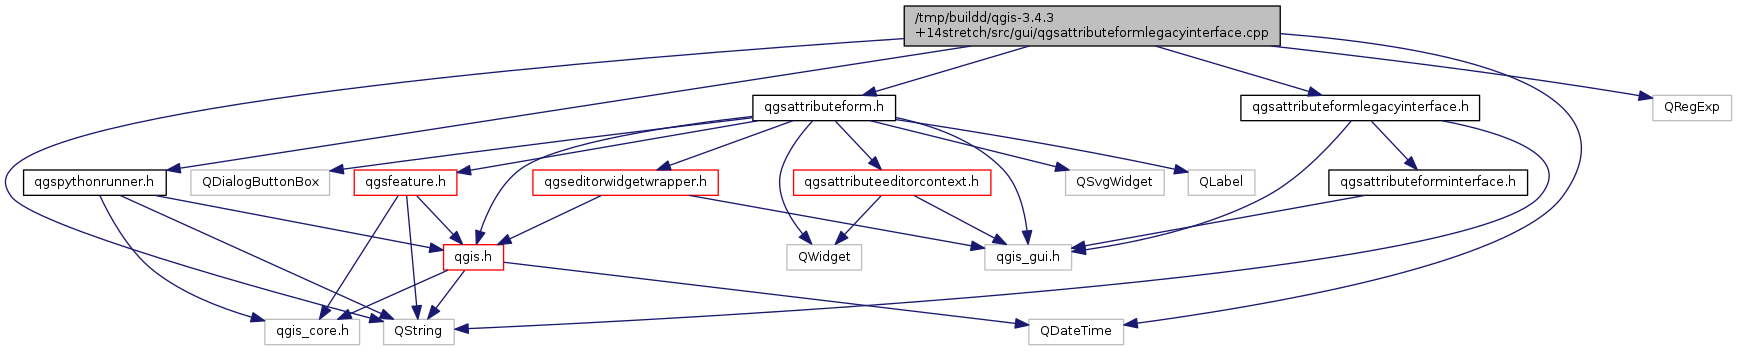 /tmp/buildd/qgis-3.4.3
+14stretch/src/gui/qgsattributeformlegacyinterface.cpp
qgsattributeform.h
qgsattributeformlegacyinterface.h
QRegExp
qgspythonrunner.h
QDialogButtonBox
qgsfeature.h
qgseditorwidgetwrapper.h
qgsattributeeditorcontext.h
QSvgWidget
QLabel
qgsattributeforminterface.h
qgis.h
QWidget
qgis_gui.h
qgis_core.h
QString
QDateTime